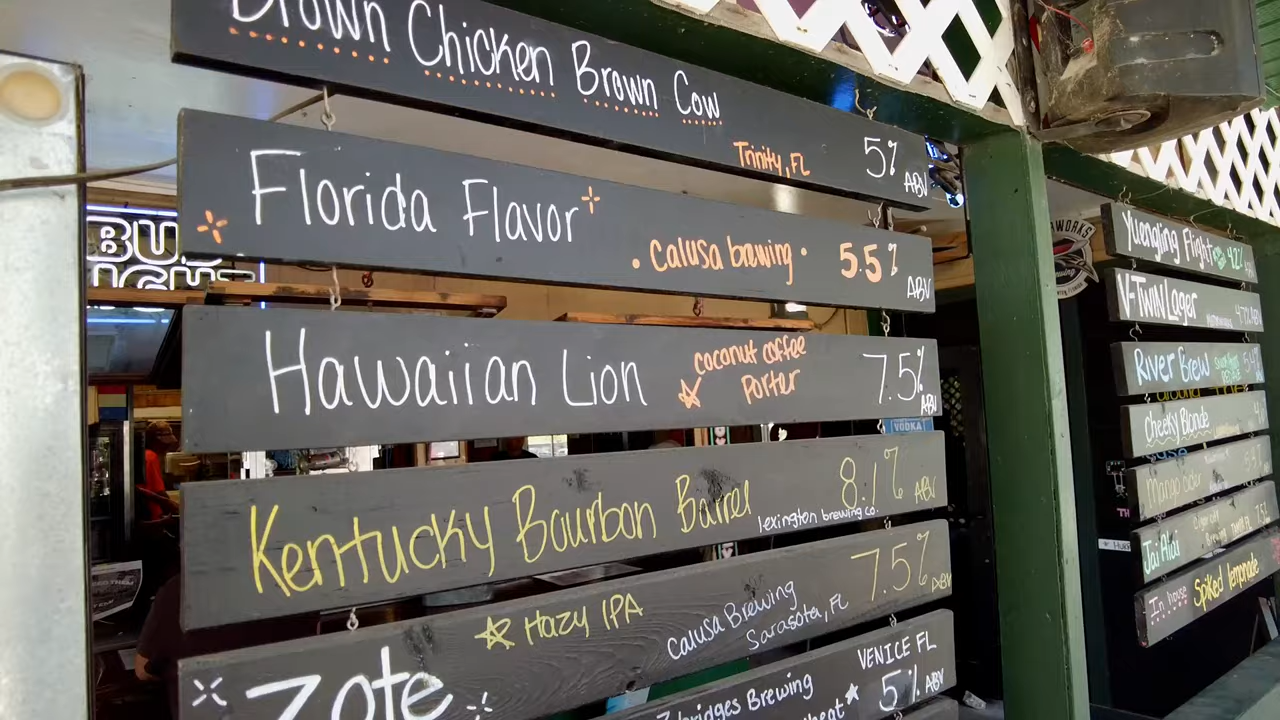 Brown Chicken Brown Cow
Trinity, FL
5%
ABV
Florida Flavor
• calusa brewing •
5.5%
ABV
Hawaiian Lion
coconut coffee
porter
7.5%
ABV
Kentucky Bourbon Barrel
lexington brewing co.
8.1%
ABV
Zote
Hazy IPA
Calusa Brewing
Sarasota, FL
7.5%
ABV
bridges Brewing
VENICE FL
5% ABV
BUD
LIGHT
VODKA
Yuengling Flight
V-TWIN Lager
River Brew
Cheeky Blonde
Mango cider
Jai Alai
In house
Spiked lemonade